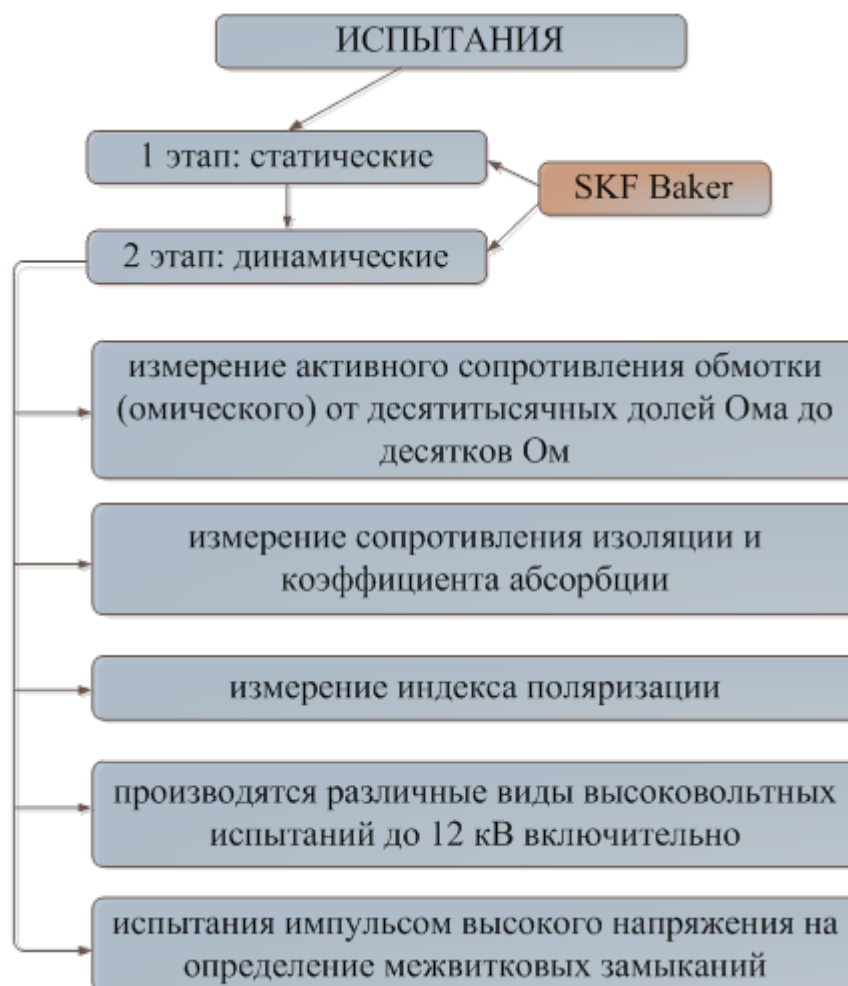 ИСПЫТАНИЯ
1 этап: статические
SKF Baker
2 этап: динамические
измерение активного сопротивления обмотки
(омического) от десятитысячных долей Ома до
десятков Ом
измерение сопротивления изоляции и
коэффициента абсорбции
измерение индекса поляризации
производятся различные виды высоковольтных
испытаний до 12 кВ включительно
испытания импульсом высокого напряжения на
определение межвитковых замыканий